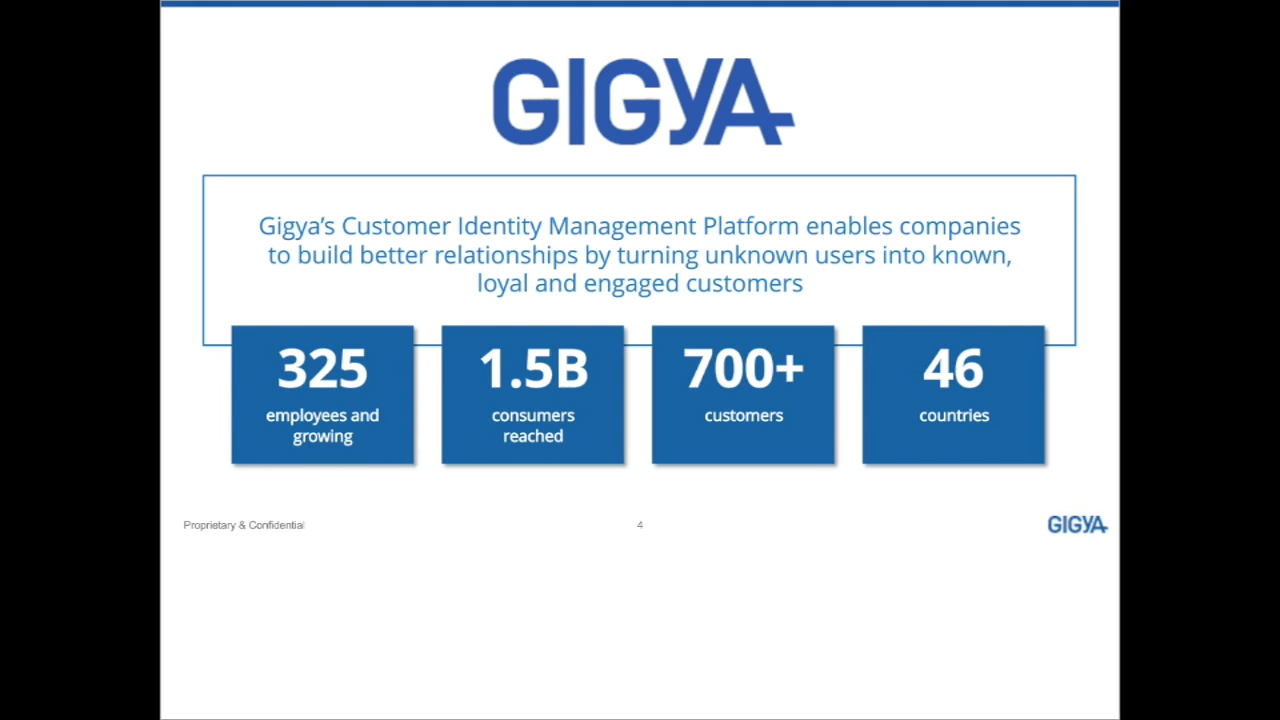 GIGYA
Gigya's Customer Identity Management Platform enables companies
to build better relationships by turning unknown users into known,
loyal and engaged customers
325
employees and
growing
1.5B
consumers
reached
700+
customers
46
countries
Proprietary & Confidential
4
GIGYA